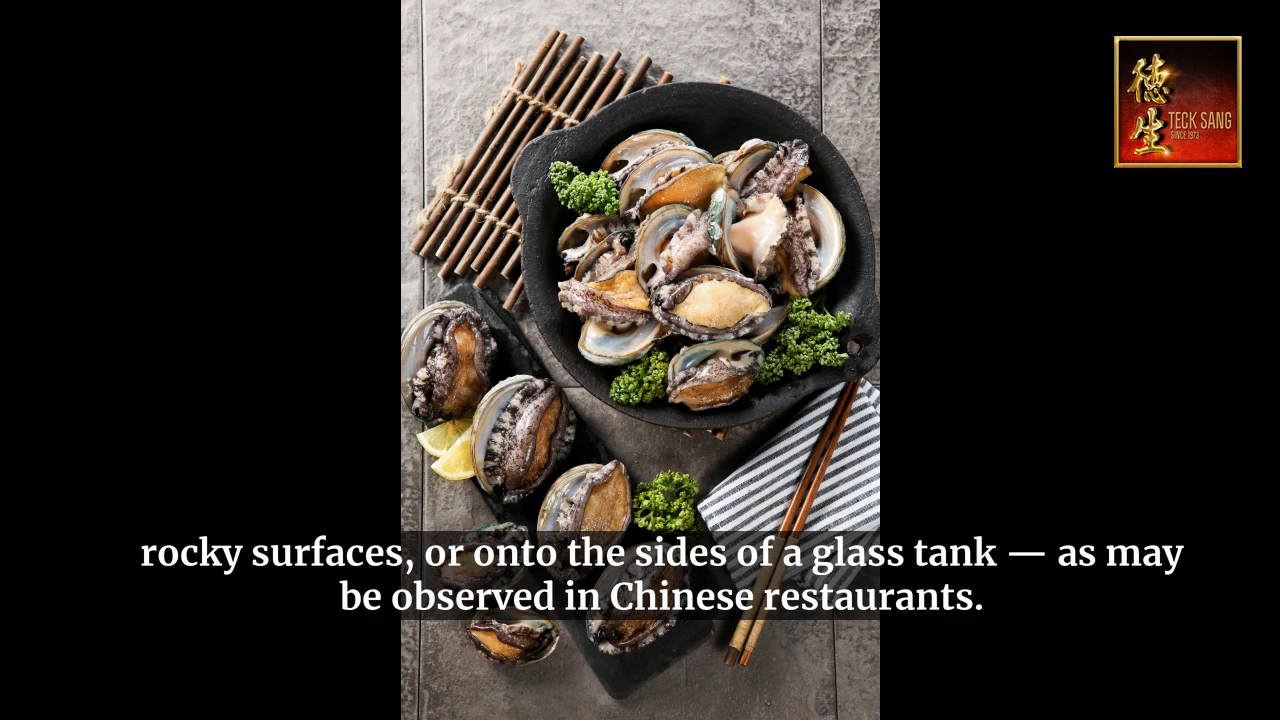 德
生
TECK SANG
SINCE 1973
rocky surfaces, or onto the sides of a glass tank — as may
be observed in Chinese restaurants.